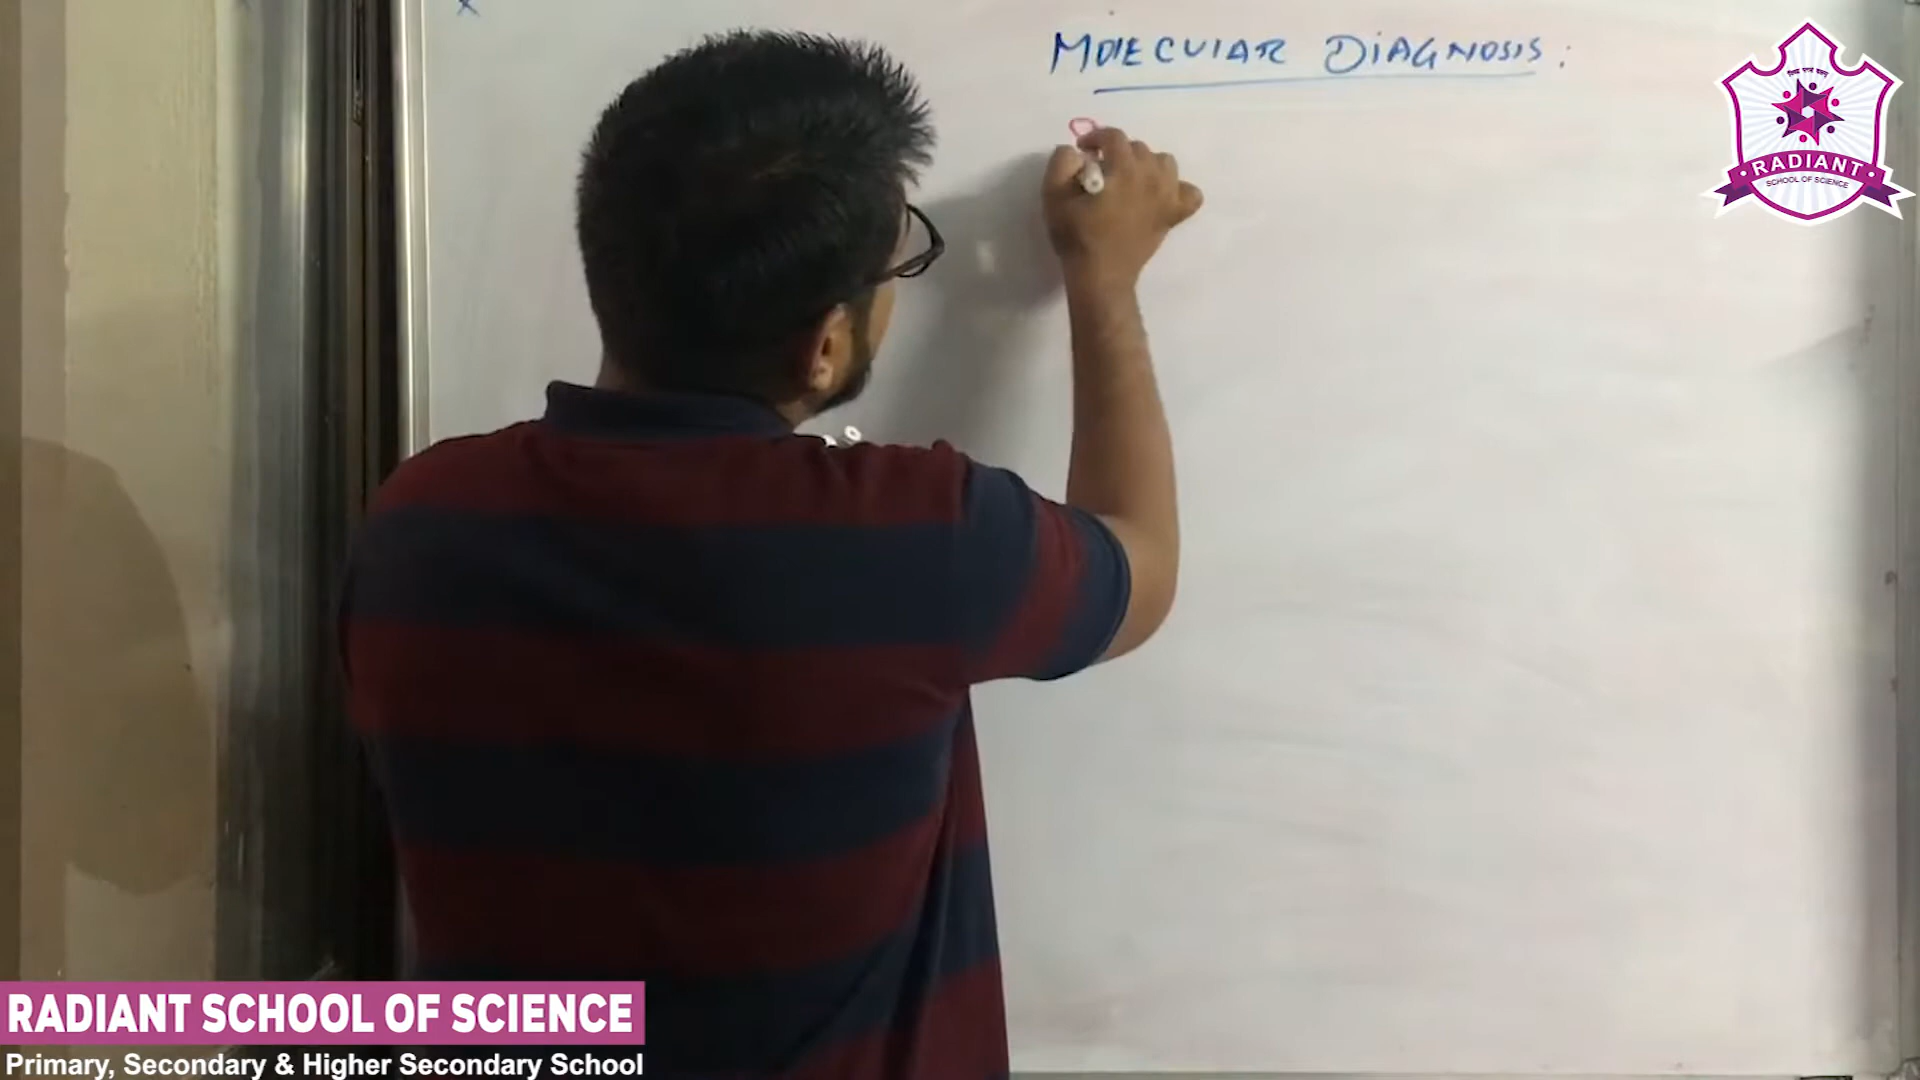 MOLECULAR DIAGNOSIS:
RADIANT
SCHOOL OF SCIENCE
RADIANT SCHOOL OF SCIENCE
Primary, Secondary & Higher Secondary School